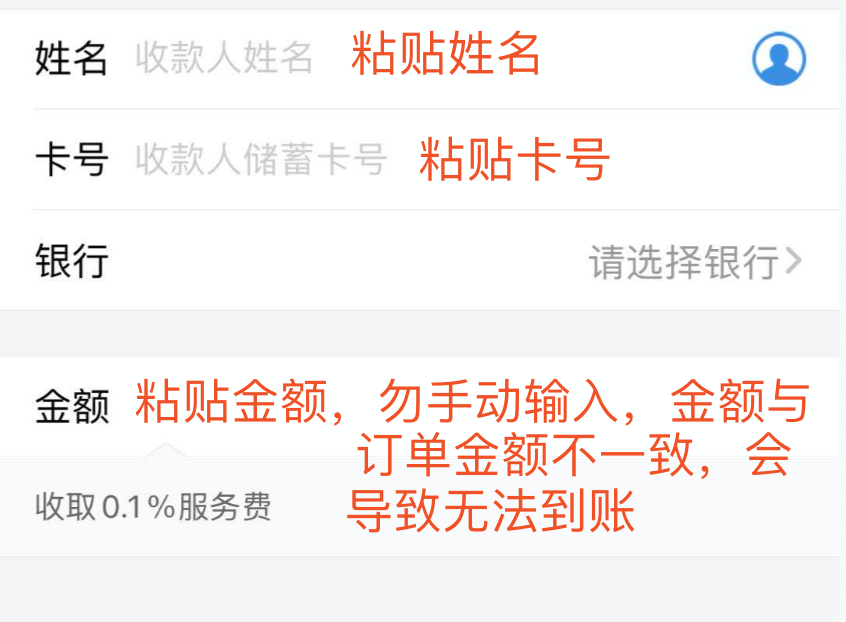 姓名 收款人姓名 粘贴姓名
卡号 收款人储蓄卡号 粘贴卡号
银行 请选择银行
金额 粘贴金额，勿手动输入，金额与
订单金额不一致，会
收取0.1%服务费 导致无法到账